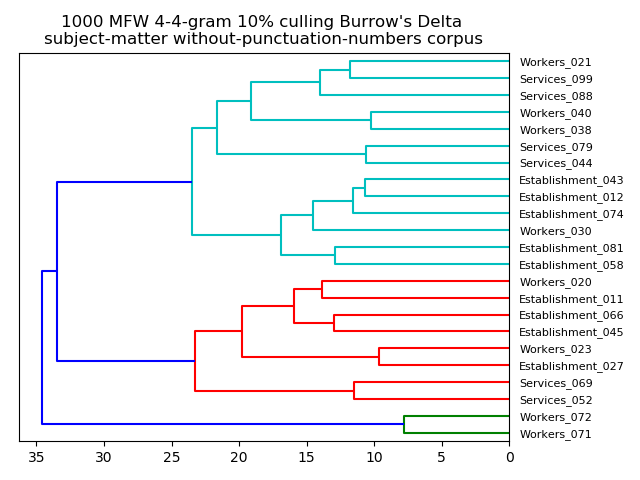 1000 MFW 4-4-gram 10% culling Burrow's Delta
subject-matter without-punctuation-numbers corpus
Workers_021
Services_099
Services_088
Workers_040
Workers_038
Services_079
Services_044
Establishment_043
Establishment_012
Establishment_074
Workers_030
Establishment_081
Establishment_058
Workers_020
Establishment_011
Establishment_066
Establishment_045
Workers_023
Establishment_027
Services_069
Services_052
Workers_072
Workers_071
35 30 25 20 15 10 5 0